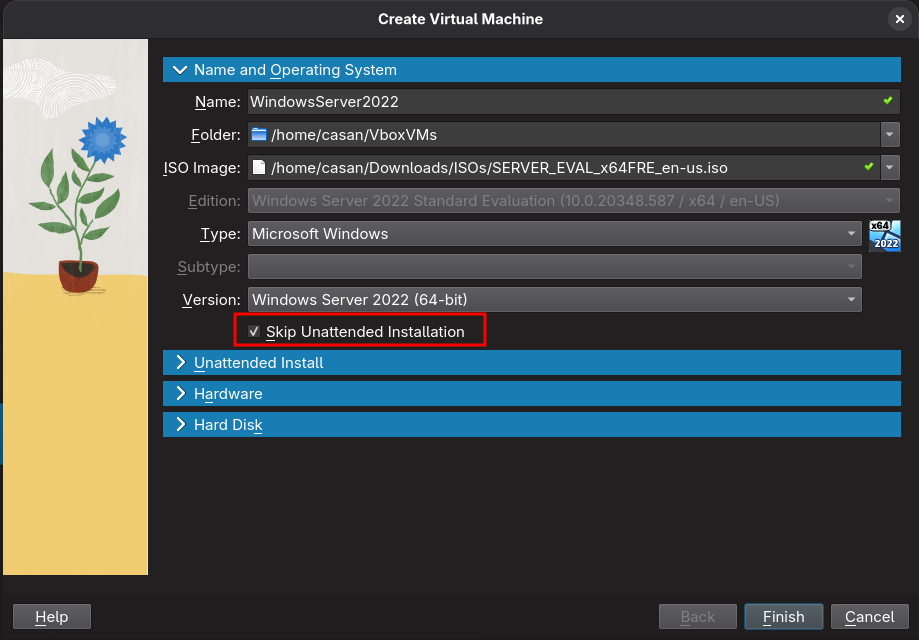 Create Virtual Machine
Name and Operating System
Name: WindowsServer2022
Folder: /home/casan/VboxVMs
ISO Image: /home/casan/Downloads/ISOs/SERVER_EVAL_x64FRE_en-us.iso
Edition: Windows Server 2022 Standard Evaluation (10.0.20348.587 / x64 / en-US)
Type: Microsoft Windows
x64
2022
Subtype:
Version: Windows Server 2022 (64-bit)
Skip Unattended Installation
Unattended Install
Hardware
Hard Disk
Help Back Finish Cancel